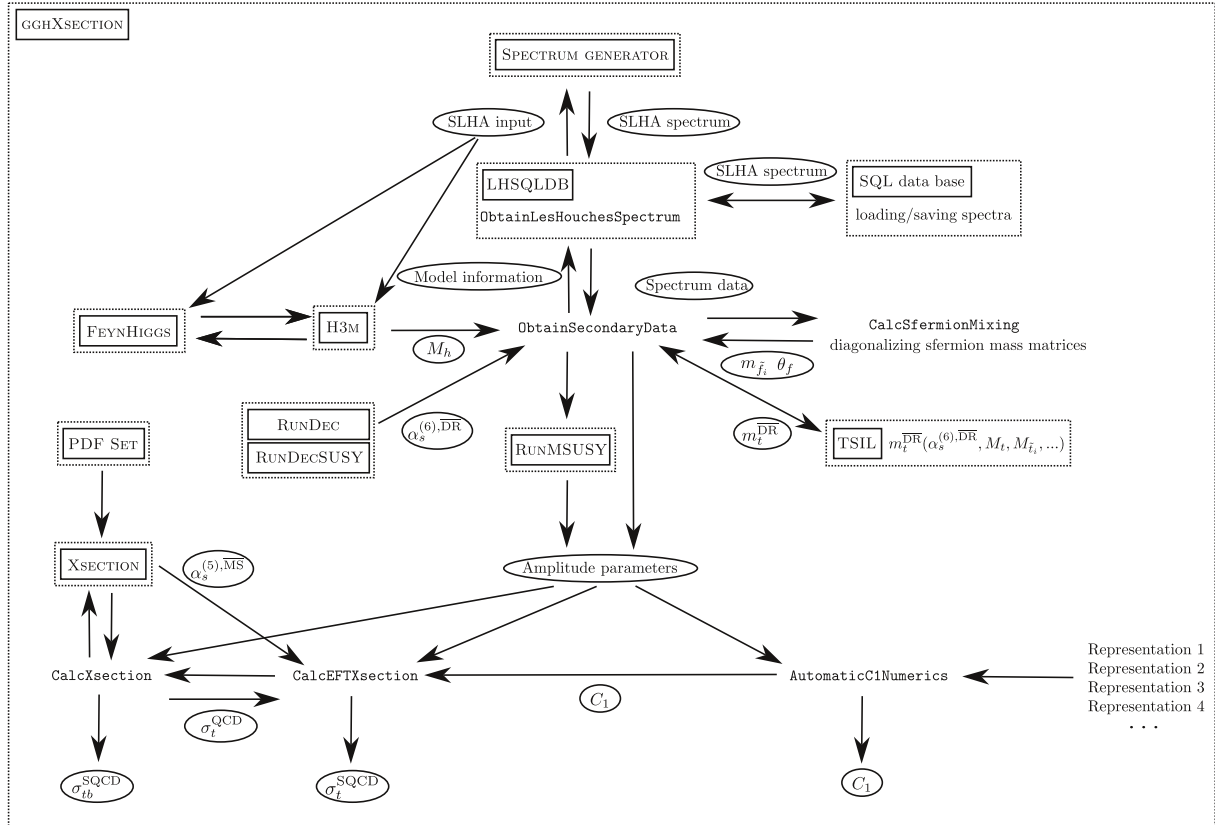 GGHXSECTION
SPECTRUM GENERATOR
SLHA input
SLHA spectrum
LHSQLDB
ObtainLesHouchesSpectrum
SLHA spectrum
SQL data base
loading/saving spectra
Model information
Spectrum data
FEYNHIGGS
H3M
M_h
ObtainSecondaryData
CalcSfermionMixing
diagonalizing sfermion mass matrices
m_{\tilde{f}_i} θ_f
RUNDEC
RUNDECSUSY
α_s^{(6),\overline{DR}}
m_t^{\overline{DR}}
PDF SET
RUNMSUSY
TSIL m_t^{\overline{DR}}(α_s^{(6),\overline{DR}}, M_t, M_{\tilde{t}_i}, ...)
XSECTION
α_s^{(5),\overline{MS}}
Amplitude parameters
CalcXsection
CalcEFTXsection
AutomaticC1Numerics
Representation 1
Representation 2
Representation 3
Representation 4
. . .
σ_t^{QCD}
C_1
σ_{tb}^{SQCD}
σ_t^{SQCD}
C_1